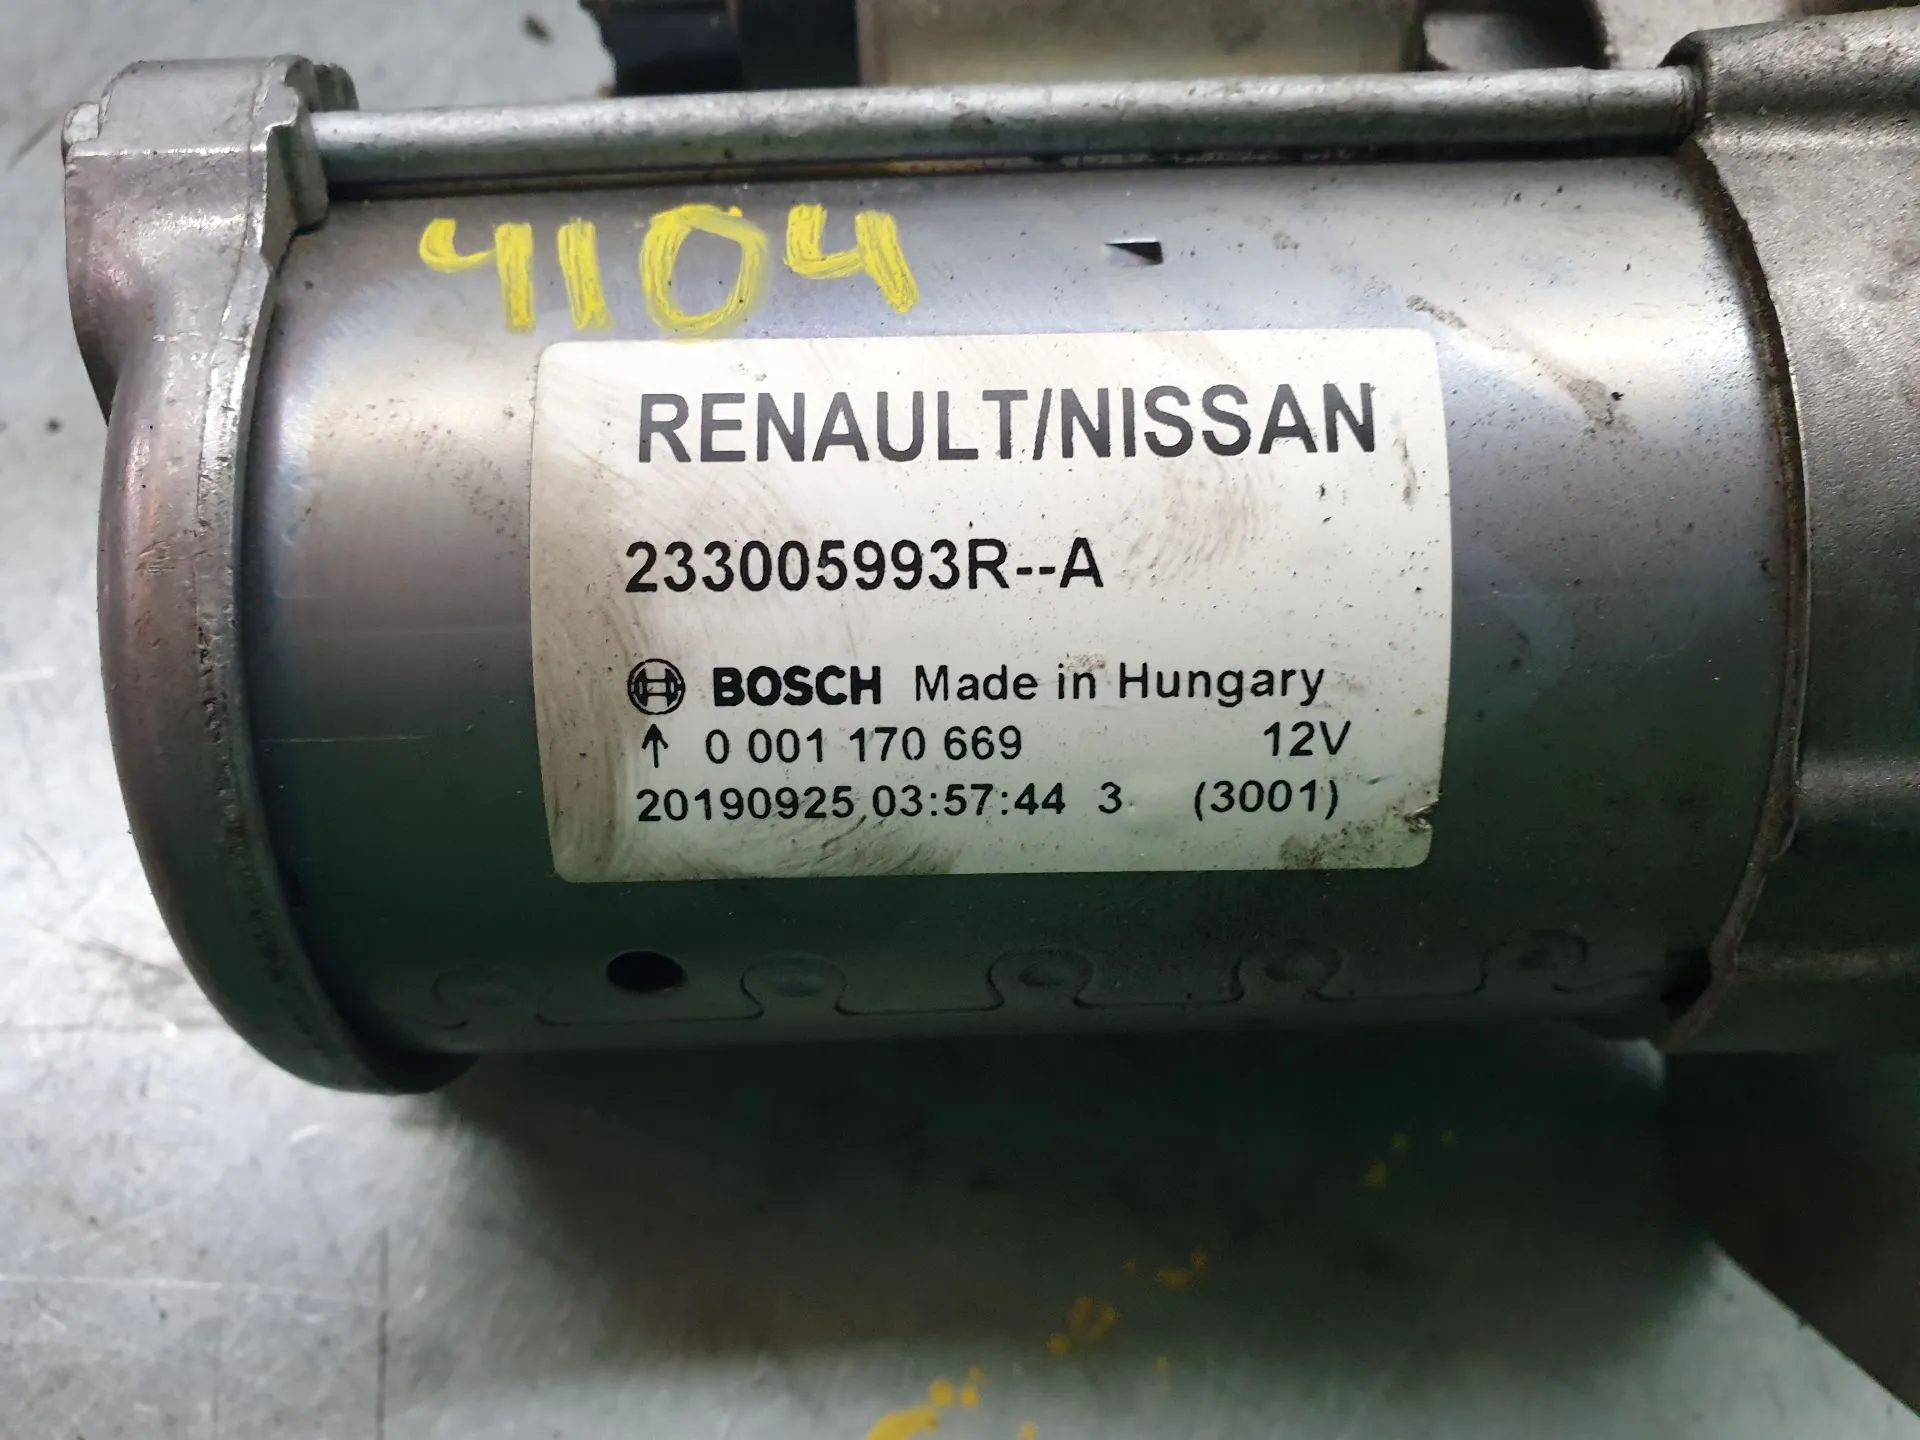 4104
RENAULT/NISSAN
233005993R--A
BOSCH Made in Hungary
↑ 0 001 170 669 12V
20190925 03:57:44 3 (3001)